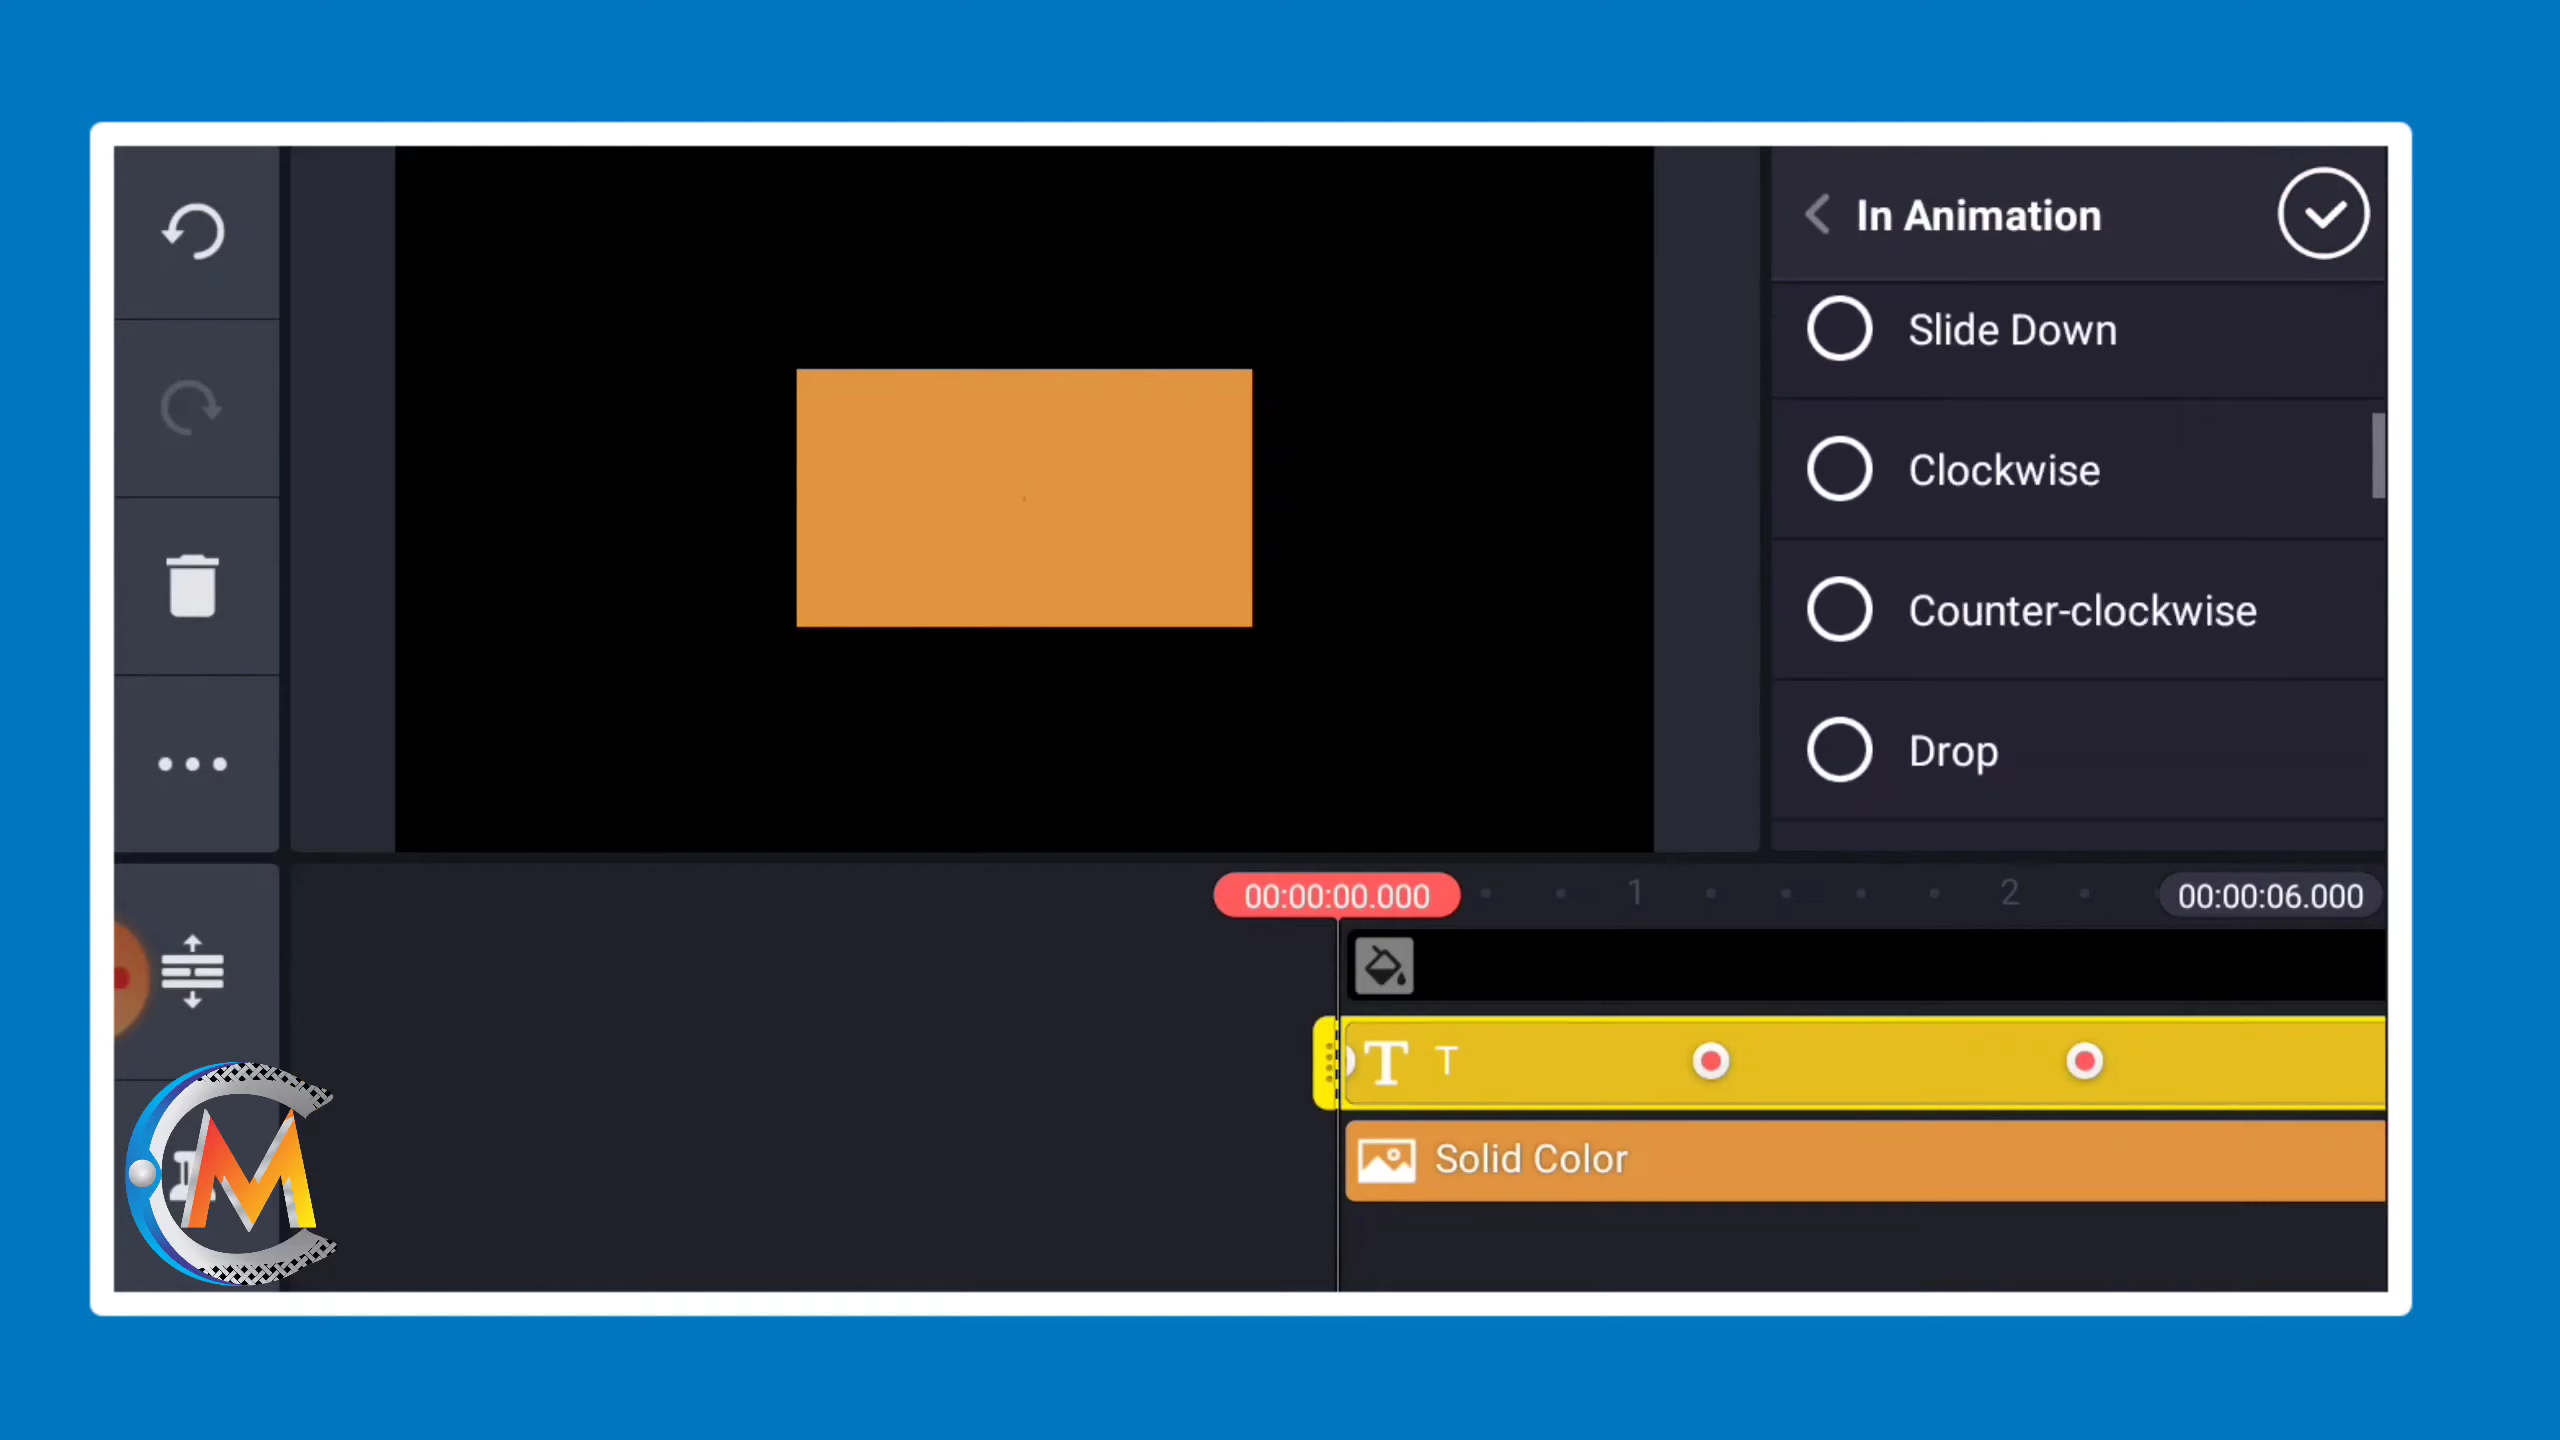 In Animation
Slide Down
Clockwise
Counter-clockwise
Drop
00:00:00.000
1
2
00:00:06.000
T T
Solid Color
CM